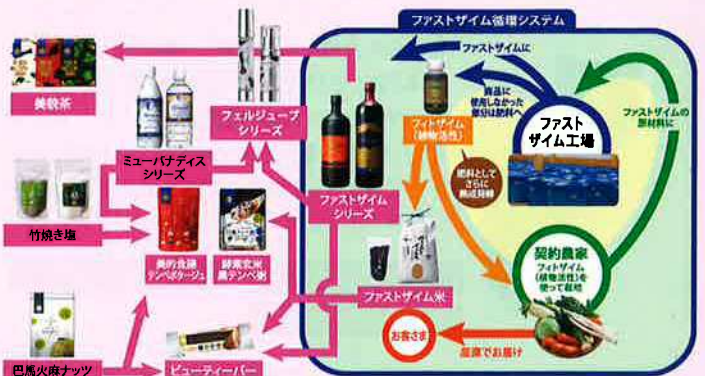 ファストザイム循環システム
ファストザイムに
商品に
使用しなかった
部分は肥料へ
フィトザイム
(植物活性)
ファスト
ザイム工場
ファストザイムの
原材料に
肥料として
さらに
熟成発酵
美貌茶
フェルジューブ
シリーズ
ミューバナディス
シリーズ
ファストザイム
シリーズ
竹焼き塩
美的食膳
テンペポタージュ
酵素玄米
黒テンペ粥
ファストザイム米
契約農家
フィトザイム
(植物活性)を
使って栽培
お客さま
産直でお届け
巴馬火麻ナッツ
ビューティーバー